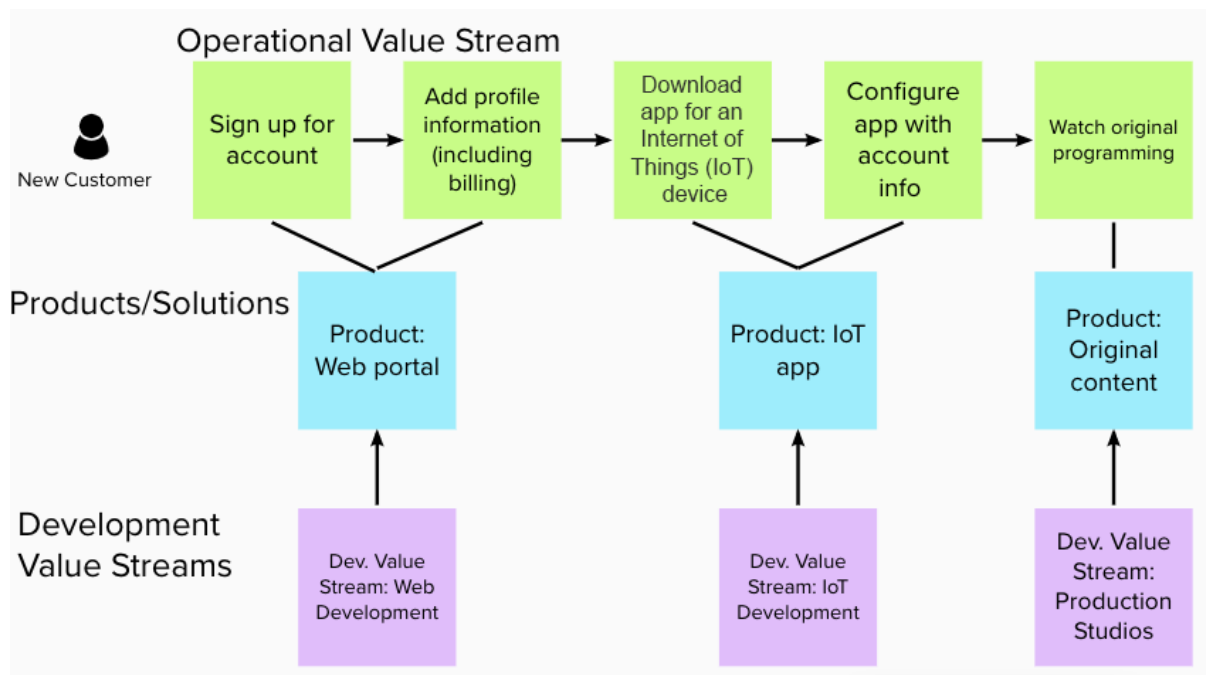 Operational Value Stream
New Customer
Sign up for
account
Add profile
information
(including
billing)
Download
app for an
Internet of
Things (IoT)
device
Configure
app with
account
info
Watch original
programming
Products/Solutions
Product:
Web portal
Product: IoT
app
Product:
Original
content
Development
Value Streams
Dev. Value
Stream: Web
Development
Dev. Value
Stream: IoT
Development
Dev. Value
Stream:
Production
Studios